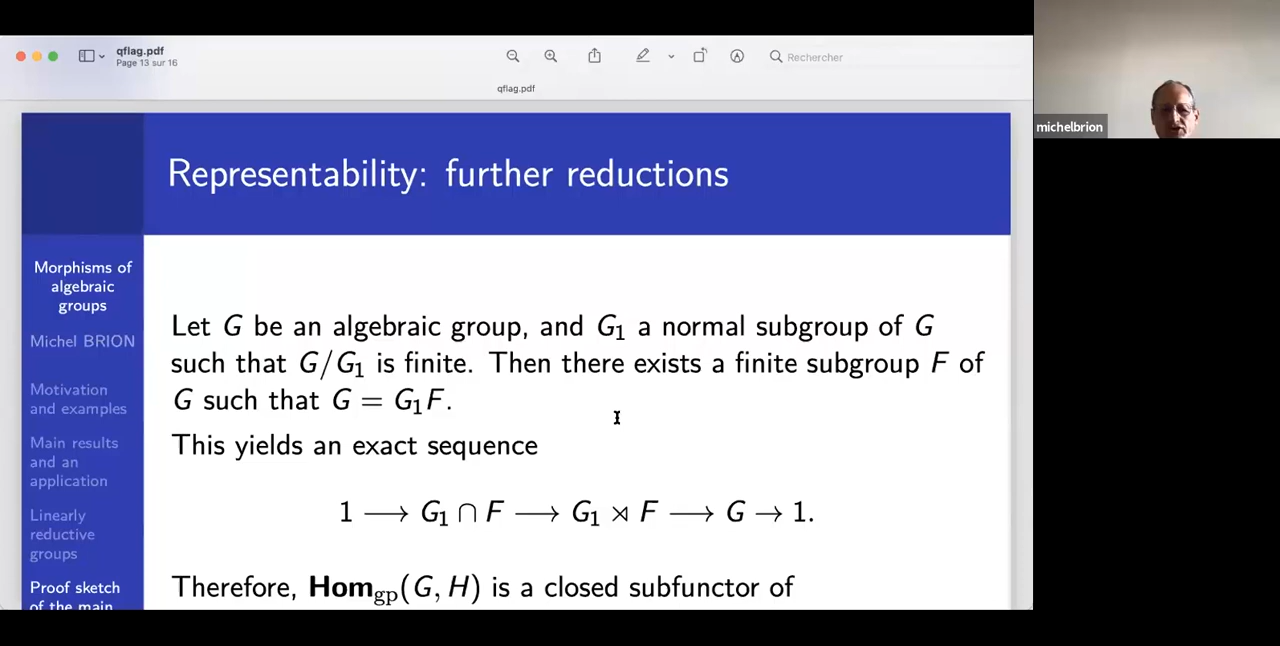 qflag.pdf
Page 13 sur 16
Rechercher
qflag.pdf
michelbrion
Representability: further reductions
Morphisms of
algebraic
groups
Michel BRION
Motivation
and examples
Main results
and an
application
Linearly
reductive
groups
Proof sketch
of the main
Let G be an algebraic group, and G₁ a normal subgroup of G
such that G/G₁ is finite. Then there exists a finite subgroup F of
G such that G = G₁F.
This yields an exact sequence
1 ⟶ G₁ ∩ F ⟶ G₁ ⋊ F ⟶ G → 1.
Therefore, Hom_gp(G, H) is a closed subfunctor of